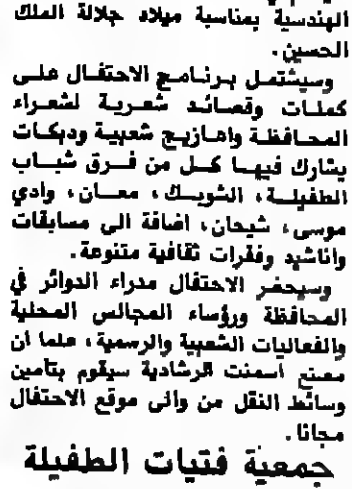 الهندسية بمناسبة ميلاد جلالة الملك
الحسين.
وسيشتمل برنامج الاحتفال على
كلمات وقصائد شعرية لشعراء
المحافظة واهازيج شعبية ودبكات
يشارك فيها كل من فرق شباب
الطفيلة، الشوبك، معان، وادي
موسى، شيحان، اضافة الى مسابقات
واناشيد وفقرات ثقافية متنوعة.
وسيحضر الاحتفال مدراء الدوائر في
المحافظة ورؤساء المجالس المحلية
والفعاليات الشعبية والرسمية، علما ان
مصنع اسمنت الرشادية سيقوم بتامين
وسائط النقل من والى موقع الاحتفال
مجانا.
جمعية فتيات الطفيلة